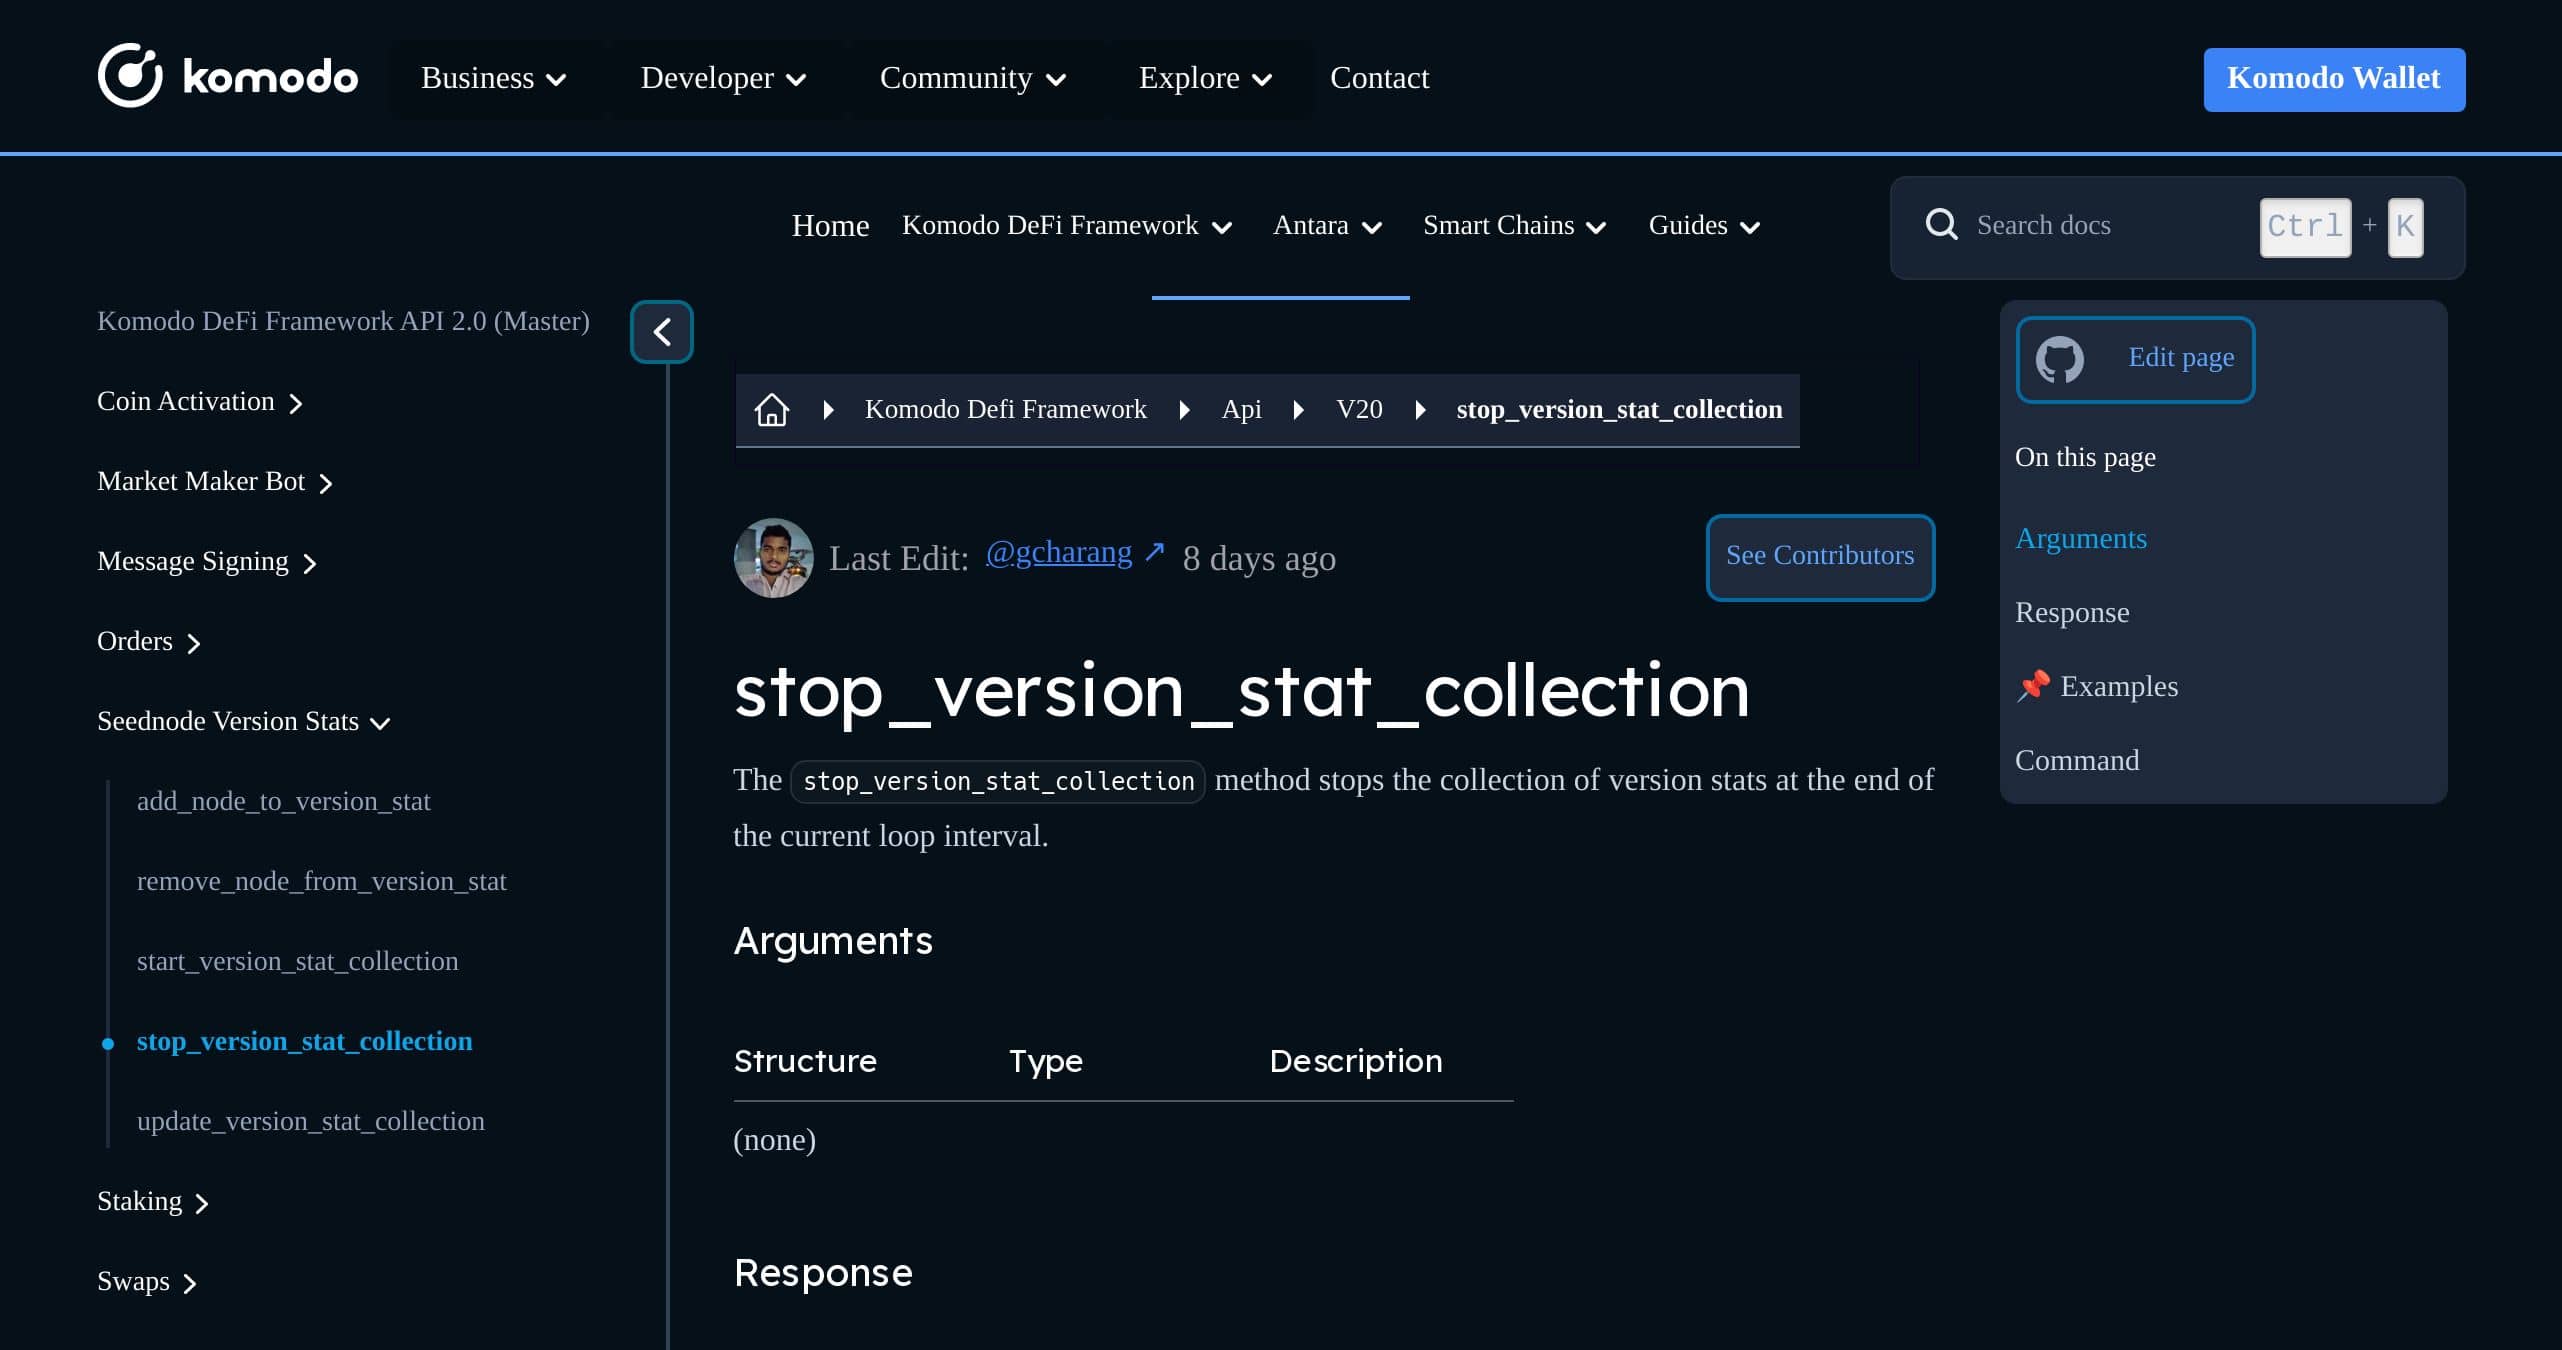 komodo Business Developer Community Explore Contact Komodo Wallet
Home Komodo DeFi Framework Antara Smart Chains Guides Search docs Ctrl + K
Komodo DeFi Framework API 2.0 (Master)
Coin Activation
Market Maker Bot
Message Signing
Orders
Seednode Version Stats
add_node_to_version_stat
remove_node_from_version_stat
start_version_stat_collection
stop_version_stat_collection
update_version_stat_collection
Staking
Swaps
Komodo Defi Framework Api V20 stop_version_stat_collection
Last Edit: @gcharang ↗ 8 days ago See Contributors
stop_version_stat_collection
The stop_version_stat_collection method stops the collection of version stats at the end of
the current loop interval.
Arguments
Structure Type Description
(none)
Response
Edit page
On this page
Arguments
Response
📌 Examples
Command